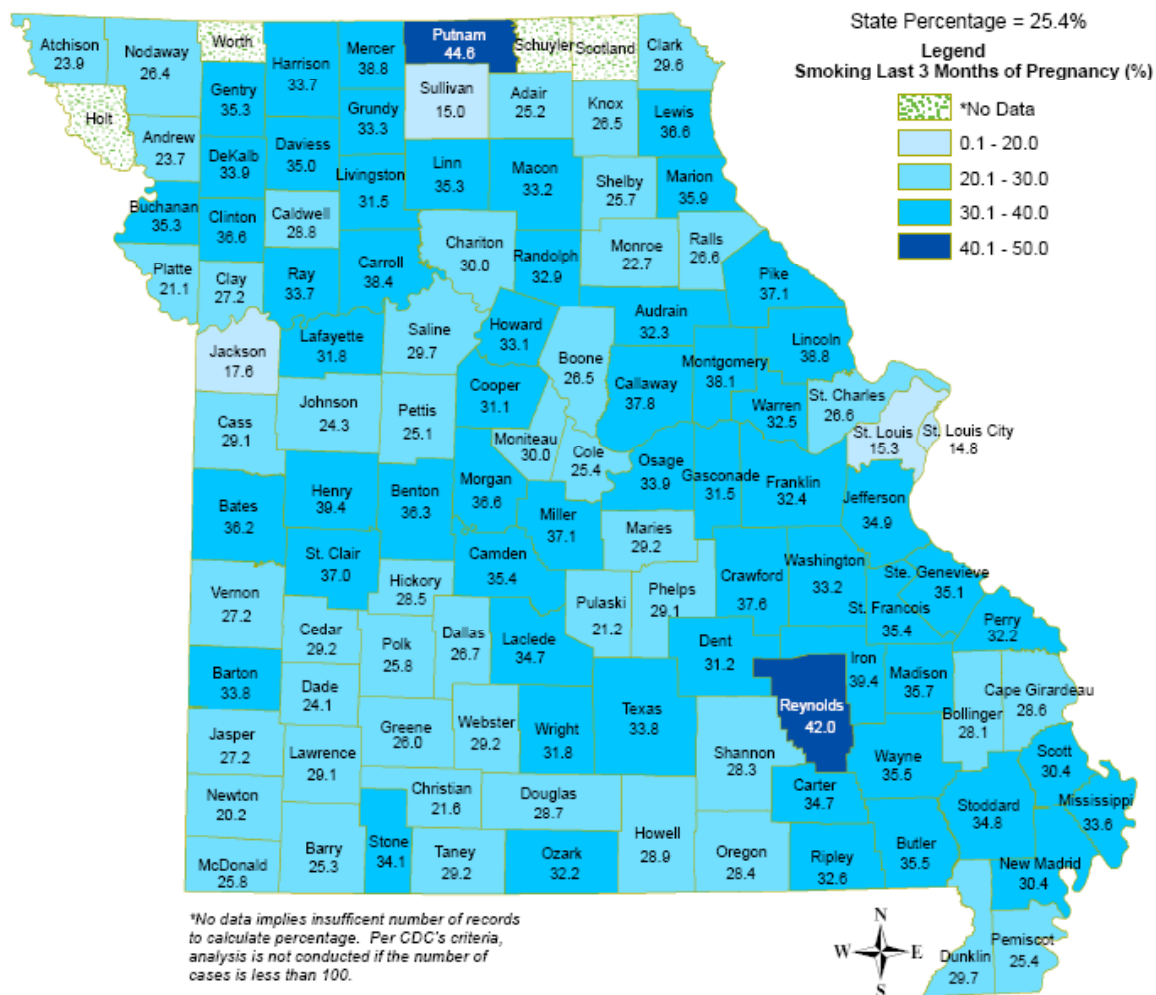 State Percentage = 25.4%
Legend
Smoking Last 3 Months of Pregnancy (%)
*No Data
0.1 - 20.0
20.1 - 30.0
30.1 - 40.0
40.1 - 50.0
Atchison
23.9
Nodaway
26.4
Worth
Harrison
33.7
Mercer
38.8
Putnam
44.6
Schuyler
Scotland
Clark
29.6
Holt
Gentry
35.3
Grundy
33.3
Sullivan
15.0
Adair
25.2
Knox
26.5
Lewis
36.6
Andrew
23.7
DeKalb
33.9
Daviess
35.0
Livingston
31.5
Linn
35.3
Macon
33.2
Shelby
25.7
Marion
35.9
Buchanan
35.3
Clinton
36.6
Caldwell
28.8
Chariton
30.0
Randolph
32.9
Monroe
22.7
Ralls
26.6
Platte
21.1
Clay
27.2
Ray
33.7
Carroll
38.4
Pike
37.1
Audrain
32.3
Jackson
17.6
Lafayette
31.8
Saline
29.7
Howard
33.1
Boone
26.5
Callaway
37.8
Montgomery
38.1
Lincoln
38.8
Cass
29.1
Johnson
24.3
Pettis
25.1
Cooper
31.1
Moniteau
30.0
Cole
25.4
Warren
32.5
St. Charles
26.6
St. Louis
15.3
St. Louis City
14.8
Bates
36.2
Henry
39.4
Benton
36.3
Morgan
36.6
Miller
37.1
Osage
33.9
Gasconade
31.5
Franklin
32.4
Jefferson
34.9
St. Clair
37.0
Camden
35.4
Maries
29.2
Phelps
29.1
Crawford
37.6
Washington
33.2
Ste. Genevieve
35.1
St. Francois
35.4
Perry
32.2
Vernon
27.2
Hickory
28.5
Pulaski
21.2
Cedar
29.2
Polk
25.8
Dallas
26.7
Laclede
34.7
Dent
31.2
Iron
39.4
Madison
35.7
Bollinger
28.1
Cape Girardeau
28.6
Barton
33.8
Dade
24.1
Greene
26.0
Webster
29.2
Wright
31.8
Texas
33.8
Shannon
28.3
Reynolds
42.0
Wayne
35.5
Scott
30.4
Jasper
27.2
Lawrence
29.1
Christian
21.6
Douglas
28.7
Howell
28.9
Carter
34.7
Stoddard
34.8
Mississippi
33.6
Newton
20.2
McDonald
25.8
Barry
25.3
Stone
34.1
Taney
29.2
Ozark
32.2
Oregon
28.4
Ripley
32.6
Butler
35.5
New Madrid
30.4
Dunklin
29.7
Pemiscot
25.4
*No data implies insufficent number of records
to calculate percentage. Per CDC's criteria,
analysis is not conducted if the number of
cases is less than 100.
N
W E
S